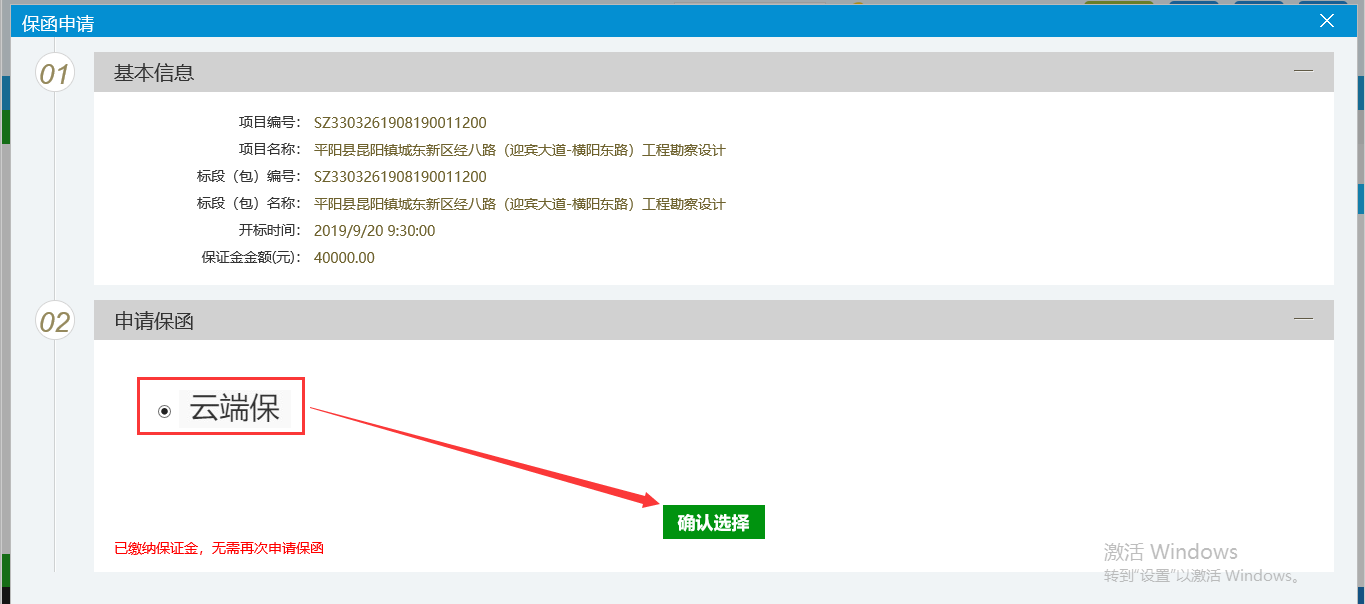 保函申请
01
基本信息
项目编号： SZ3303261908190011200
项目名称： 平阳县昆阳镇城东新区经八路（迎宾大道-横阳东路）工程勘察设计
标段（包）编号： SZ3303261908190011200
标段（包）名称： 平阳县昆阳镇城东新区经八路（迎宾大道-横阳东路）工程勘察设计
开标时间： 2019/9/20 9:30:00
保证金金额(元)： 40000.00
02
申请保函
云端保
确认选择
已缴纳保证金，无需再次申请保函
激活 Windows
转到"设置"以激活 Windows。